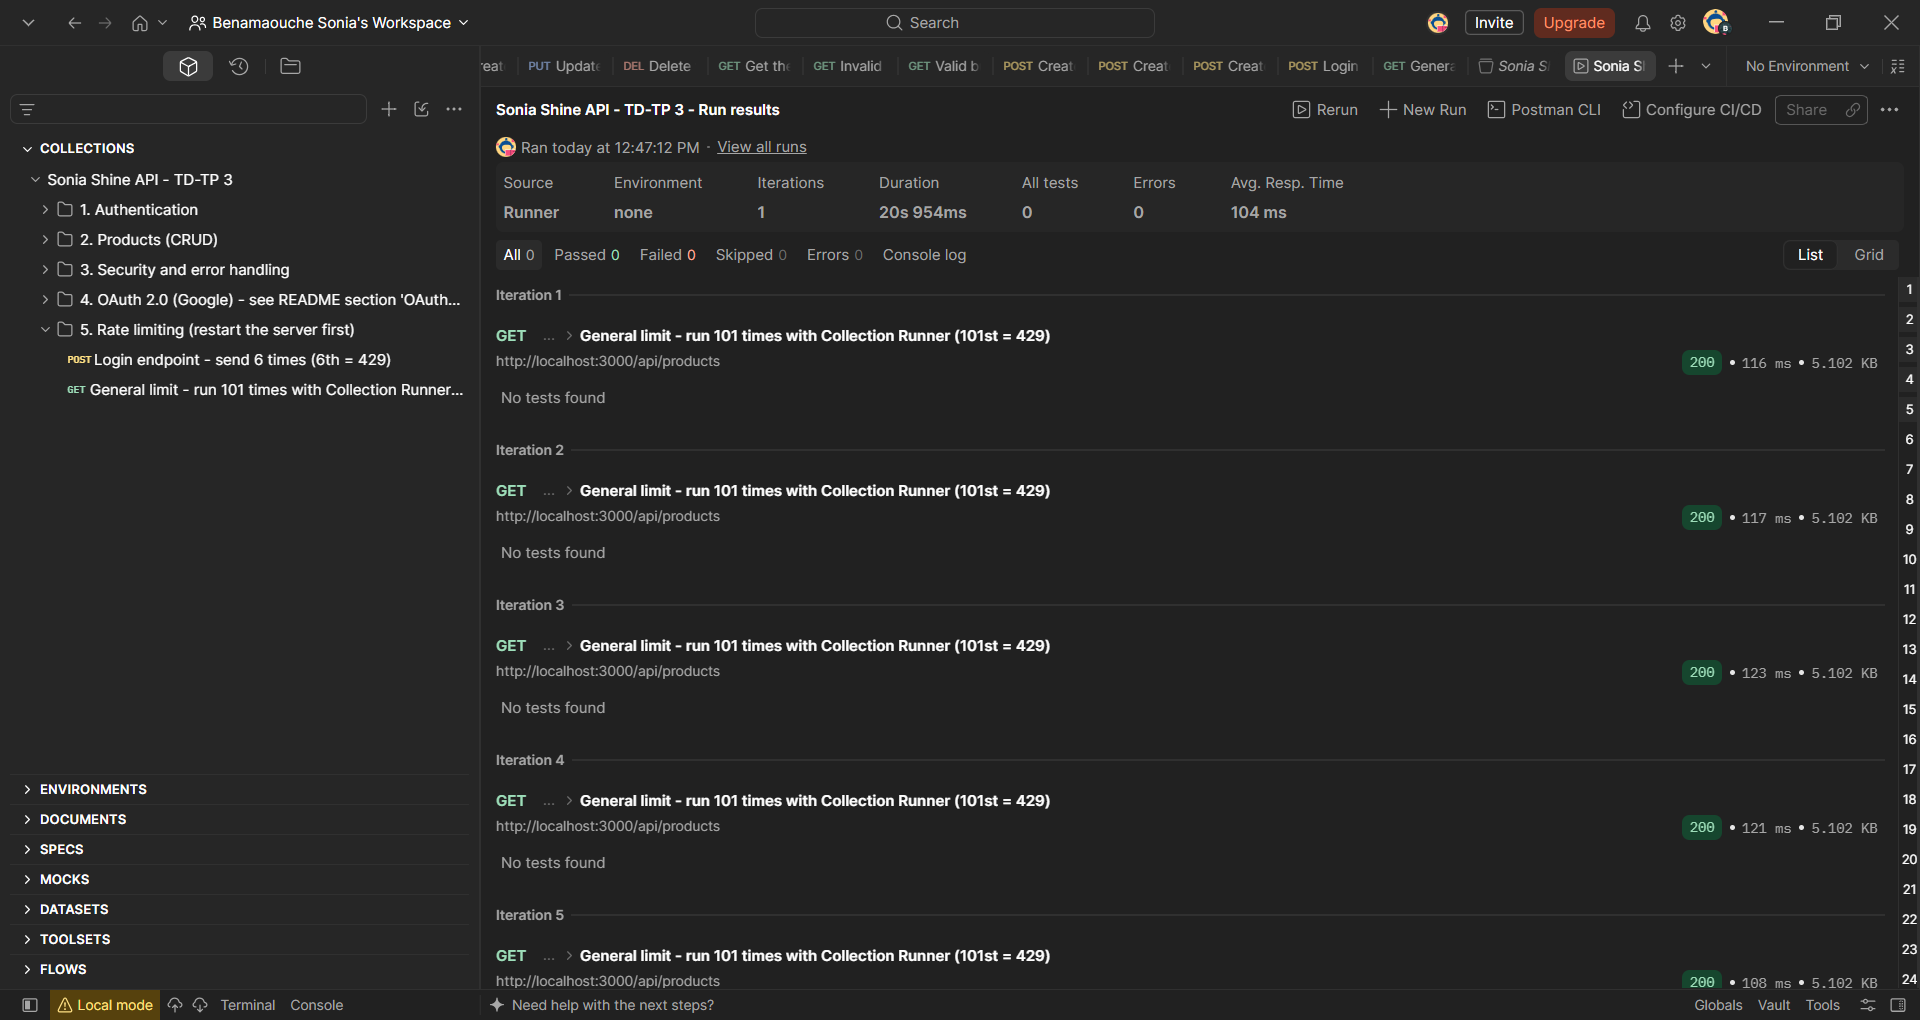 Benamaouche Sonia's Workspace
Search
Invite
Upgrade
reat
PUT Update
DEL Delete
GET Get the
GET Invalid
GET Valid b
POST Creat
POST Creat
POST Creat
POST Login
GET Genera
Sonia S
Sonia S
No Environment
COLLECTIONS
Sonia Shine API - TD-TP 3
1. Authentication
2. Products (CRUD)
3. Security and error handling
4. OAuth 2.0 (Google) - see README section 'OAuth...
5. Rate limiting (restart the server first)
POST Login endpoint - send 6 times (6th = 429)
GET General limit - run 101 times with Collection Runner...
ENVIRONMENTS
DOCUMENTS
SPECS
MOCKS
DATASETS
TOOLSETS
FLOWS
Sonia Shine API - TD-TP 3 - Run results
Rerun
New Run
Postman CLI
Configure CI/CD
Share
Ran today at 12:47:12 PM · View all runs
Source Environment Iterations Duration All tests Errors Avg. Resp. Time
Runner none 1 20s 954ms 0 0 104 ms
All 0 Passed 0 Failed 0 Skipped 0 Errors 0 Console log
List Grid
Iteration 1
GET ... > General limit - run 101 times with Collection Runner (101st = 429)
http://localhost:3000/api/products
200 • 116 ms • 5.102 KB
No tests found
Iteration 2
GET ... > General limit - run 101 times with Collection Runner (101st = 429)
http://localhost:3000/api/products
200 • 117 ms • 5.102 KB
No tests found
Iteration 3
GET ... > General limit - run 101 times with Collection Runner (101st = 429)
http://localhost:3000/api/products
200 • 123 ms • 5.102 KB
No tests found
Iteration 4
GET ... > General limit - run 101 times with Collection Runner (101st = 429)
http://localhost:3000/api/products
200 • 121 ms • 5.102 KB
No tests found
Iteration 5
GET ... > General limit - run 101 times with Collection Runner (101st = 429)
http://localhost:3000/api/products
200 • 108 ms • 5.102 KB
1
2
3
4
5
6
7
8
9
10
11
12
13
14
15
16
17
18
19
20
21
22
23
24
Local mode
Terminal
Console
Need help with the next steps?
Globals
Vault
Tools